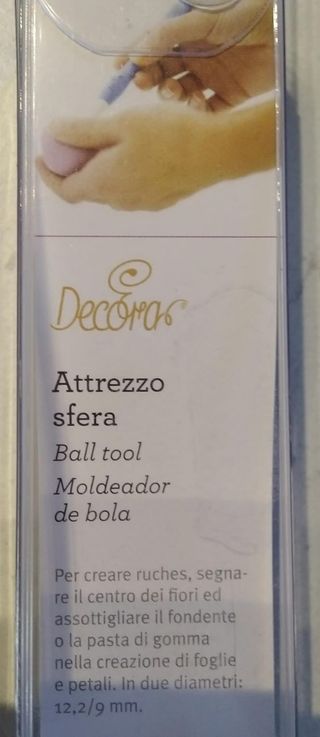 Decora
Attrezzo
sfera
Ball tool
Moldeador
de bola
Per creare ruches, segna-
re il centro dei fiori ed
assottigliare il fondente
o la pasta di gomma
nella creazione di foglie
e petali. In due diametri:
12,2/9 mm.